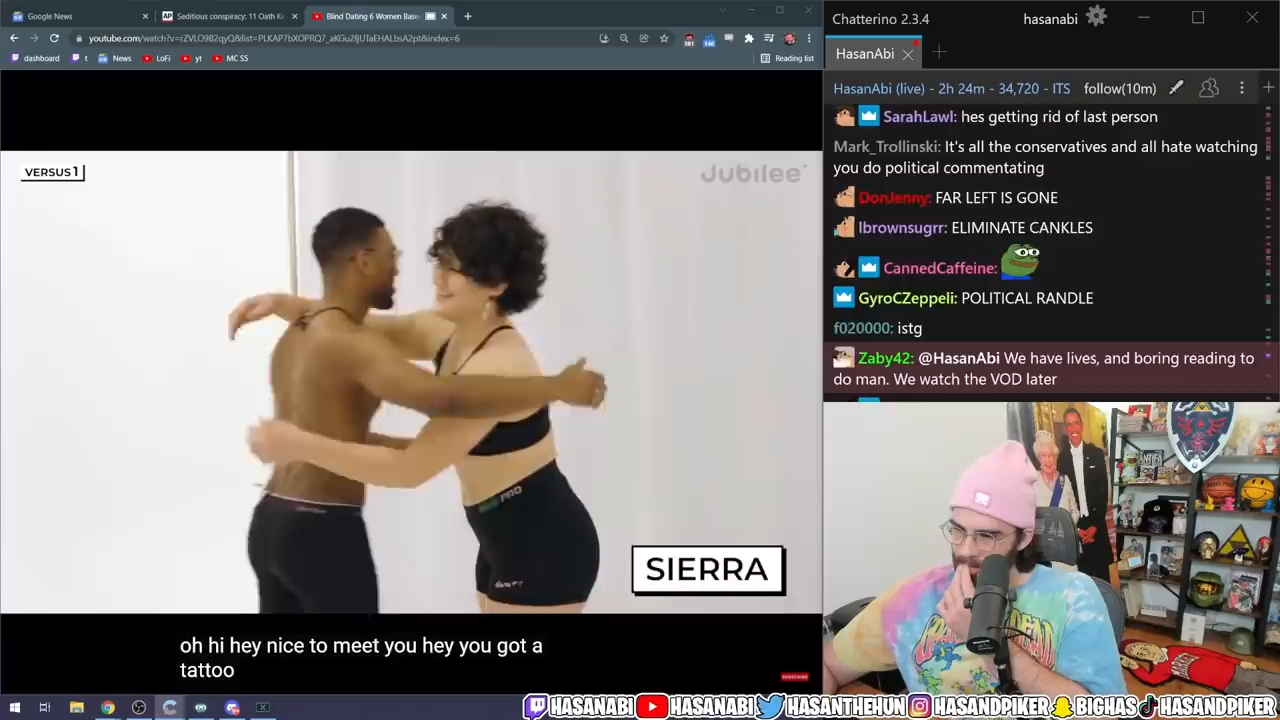 Google News
Seditious conspiracy: 11 Oath K
Blind Dating 6 Women Base
youtube.com/watch?v=rZVLO9B2qyQ&list=PLKAP7bXOPRQ7_aKGu2fjUTaEHALbsA2pt&index=6
381
140
dashboard
t
News
LoFi
yt
MC SS
Reading list
VERSUS 1
Jubilee
PRO
SIERRA
oh hi hey nice to meet you hey you got a
tattoo
SUBSCRIBE
Chatterino 2.3.4
hasanabi
HasanAbi
HasanAbi (live) - 2h 24m - 34,720 - ITS
follow(10m)
SarahLawl: hes getting rid of last person
Mark_Trollinski: It's all the conservatives and all hate watching
you do political commentating
DonJenny: FAR LEFT IS GONE
lbrownsugrr: ELIMINATE CANKLES
CannedCaffeine:
GyroCZeppeli: POLITICAL RANDLE
f020000: istg
Zaby42: @HasanAbi We have lives, and boring reading to
do man. We watch the VOD later
HASANABI
HASANABI
HASANTHEHUN
HASANDPIKER
BIGHAS
HASANDPIKER